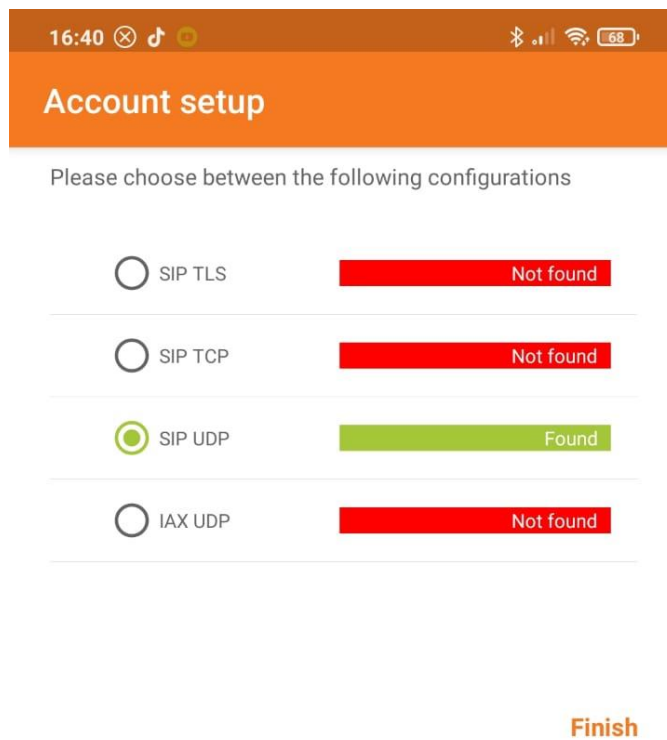 16:40 68
Account setup
Please choose between the following configurations
SIP TLS Not found
SIP TCP Not found
SIP UDP Found
IAX UDP Not found
Finish